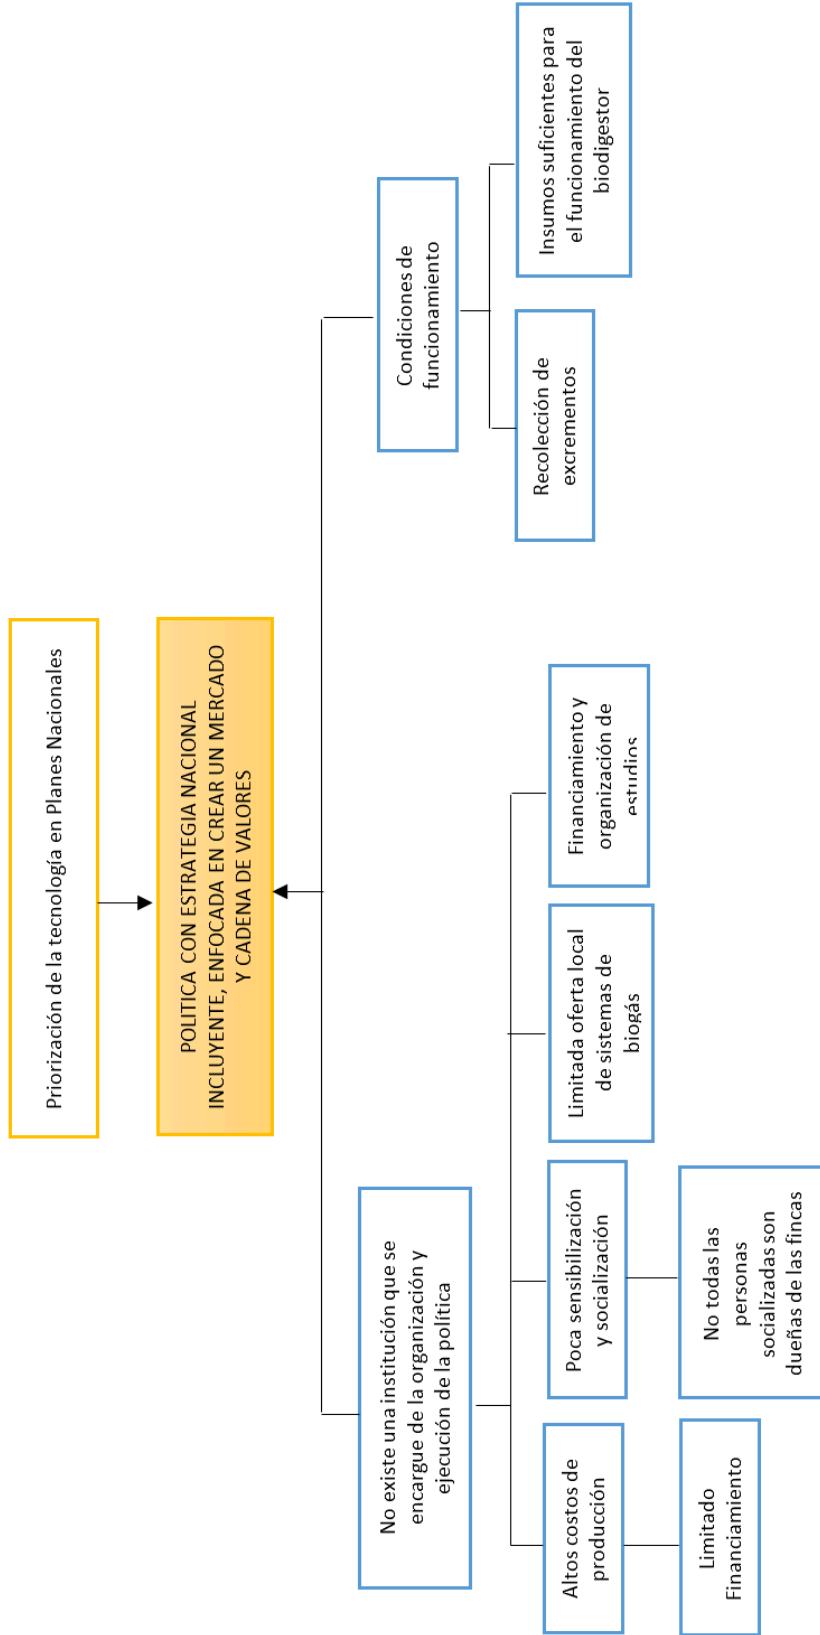 Priorización de la tecnología en Planes Nacionales
POLITICA CON ESTRATEGIA NACIONAL
INCLUYENTE, ENFOCADA EN CREAR UN MERCADO
Y CADENA DE VALORES
No existe una institución que se
encargue de la organización y
ejecución de la política
Condiciones de
funcionamiento
Altos costos de
producción
Poca sensibilización
y socialización
Limitada oferta local
de sistemas de
biogás
Financiamiento y
organización de
estudios
Recolección de
excrementos
Insumos suficientes para
el funcionamiento del
biodigestor
Limitado
Financiamiento
No todas las
personas
socializadas son
dueñas de las fincas